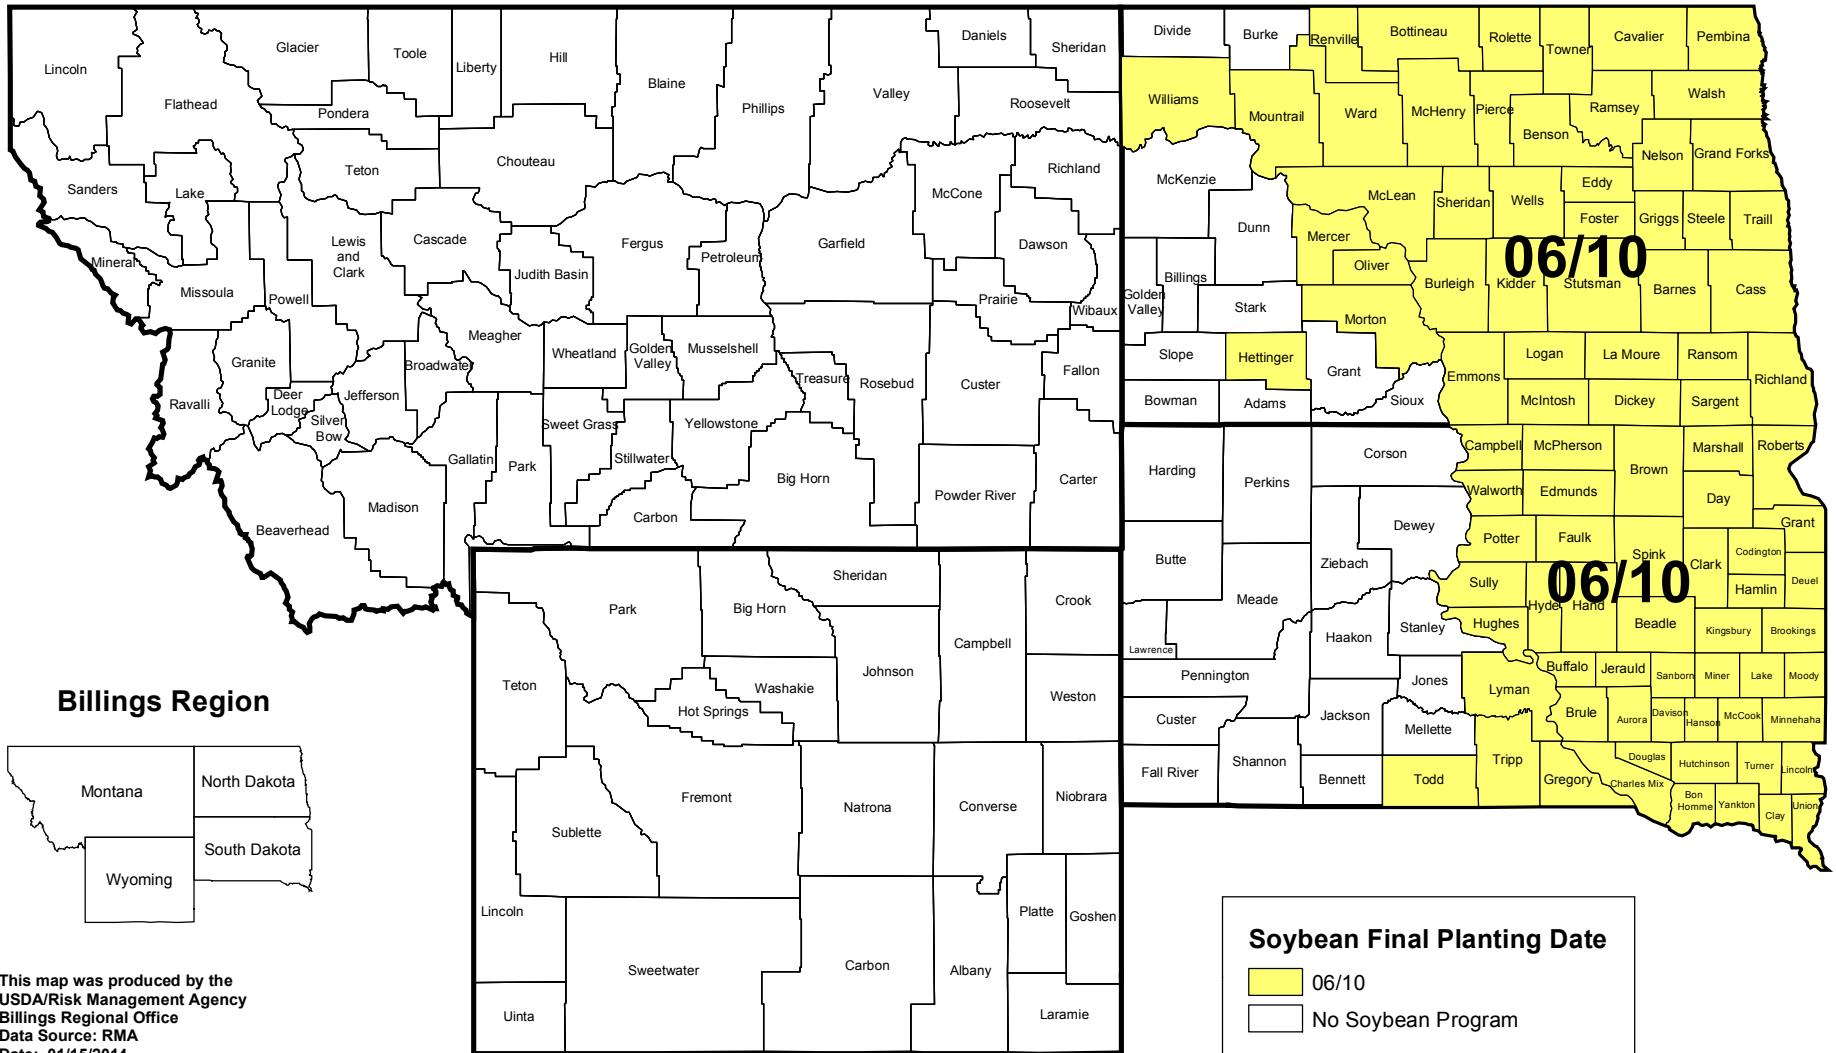 Lincoln
Flathead
Glacier
Toole
Liberty
Hill
Blaine
Phillips
Valley
Daniels
Sheridan
Roosevelt
Pondera
Teton
Chouteau
Sanders
Lake
McCone
Richland
Mineral
Missoula
Powell
Lewis
and
Clark
Cascade
Judith Basin
Fergus
Petroleum
Garfield
Dawson
Prairie
Wibaux
Granite
Ravalli
Deer
Lodge
Silver
Bow
Jefferson
Broadwater
Meagher
Wheatland
Golden
Valley
Musselshell
Treasure
Rosebud
Custer
Fallon
Sweet Grass
Stillwater
Yellowstone
Big Horn
Gallatin
Park
Madison
Beaverhead
Carbon
Powder River
Carter
Divide
Burke
Renville
Bottineau
Rolette
Towner
Cavalier
Pembina
Williams
Mountrail
Ward
McHenry
Pierce
Benson
Ramsey
Walsh
Nelson
Grand Forks
McKenzie
Dunn
McLean
Sheridan
Wells
Eddy
Foster
Griggs
Steele
Traill
Mercer
Oliver
06/10
Billings
Golden
Valley
Stark
Morton
Burleigh
Kidder
Stutsman
Barnes
Cass
Slope
Hettinger
Grant
Sioux
Emmons
Logan
La Moure
Ransom
Richland
Bowman
Adams
McIntosh
Dickey
Sargent
Harding
Perkins
Corson
Campbell
McPherson
Brown
Marshall
Roberts
Walworth
Edmunds
Day
Grant
Butte
Meade
Ziebach
Dewey
Potter
Faulk
Spink
Clark
Codington
Hamlin
Deuel
06/10
Sully
Hyde
Hand
Beadle
Kingsbury
Brookings
Lawrence
Haakon
Stanley
Hughes
Pennington
Jones
Lyman
Buffalo
Jerauld
Sanborn
Miner
Lake
Moody
Custer
Jackson
Mellette
Brule
Aurora
Davison
Hanson
McCook
Minnehaha
Fall River
Shannon
Bennett
Todd
Tripp
Gregory
Charles Mix
Douglas
Hutchinson
Turner
Lincoln
Bon
Homme
Yankton
Clay
Union
Park
Big Horn
Sheridan
Campbell
Crook
Teton
Johnson
Washakie
Hot Springs
Weston
Fremont
Sublette
Natrona
Converse
Niobrara
Lincoln
Sweetwater
Carbon
Albany
Platte
Goshen
Uinta
Laramie
Billings Region
Montana
North Dakota
South Dakota
Wyoming
This map was produced by the
USDA/Risk Management Agency
Billings Regional Office
Data Source: RMA
Date: 01/15/2014
Soybean Final Planting Date
06/10
No Soybean Program